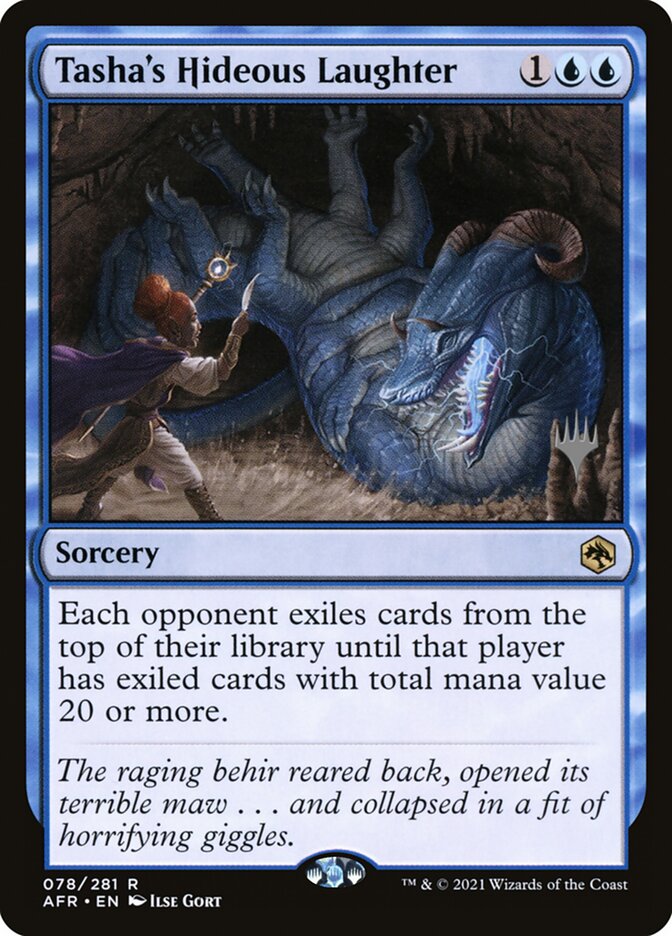 Tasha's Hideous Laughter 1
Sorcery
Each opponent exiles cards from the
top of their library until that player
has exiled cards with total mana value
20 or more.
The raging behir reared back, opened its
terrible maw . . . and collapsed in a fit of
horrifying giggles.
078/281 R
AFR • EN Ilse Gort
™ & © 2021 Wizards of the Coast